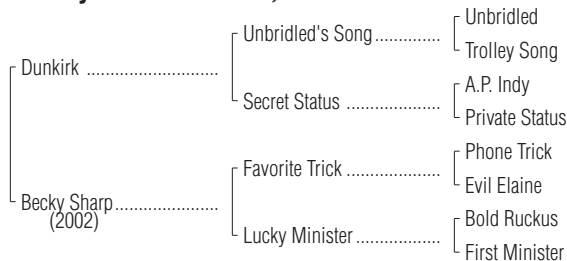 Unbridled
Unbridled's Song
Trolley Song
Dunkirk
A.P. Indy
Secret Status
Private Status
Phone Trick
Favorite Trick
Evil Elaine
Becky Sharp
(2002)
Bold Ruckus
Lucky Minister
First Minister